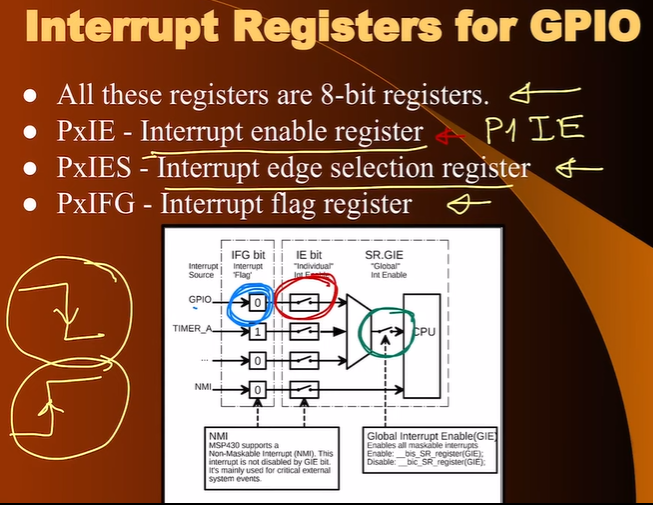 Interrupt Registers for GPIO
• All these registers are 8-bit registers.
• PxIE - Interrupt enable register P1 IE
• PxIES - Interrupt edge selection register
• PxIFG - Interrupt flag register
IFG bit IE bit SR.GIE
Interrupt Interrupt "Individual" "Global"
Source 'Flag' Int Enable Int Enable
GPIO 0
TIMER_A 1 CPU
... 0
NMI 0
NMI
MSP430 supports a
Non-Maskable Interrupt (NMI). This
interrupt is not disabled by GIE bit.
It's mainly used for critical external
system events.
Global Interrupt Enable(GIE)
Enables all maskable interrupts
Enable: __bis_SR_register(GIE);
Disable: __bic_SR_register(GIE);